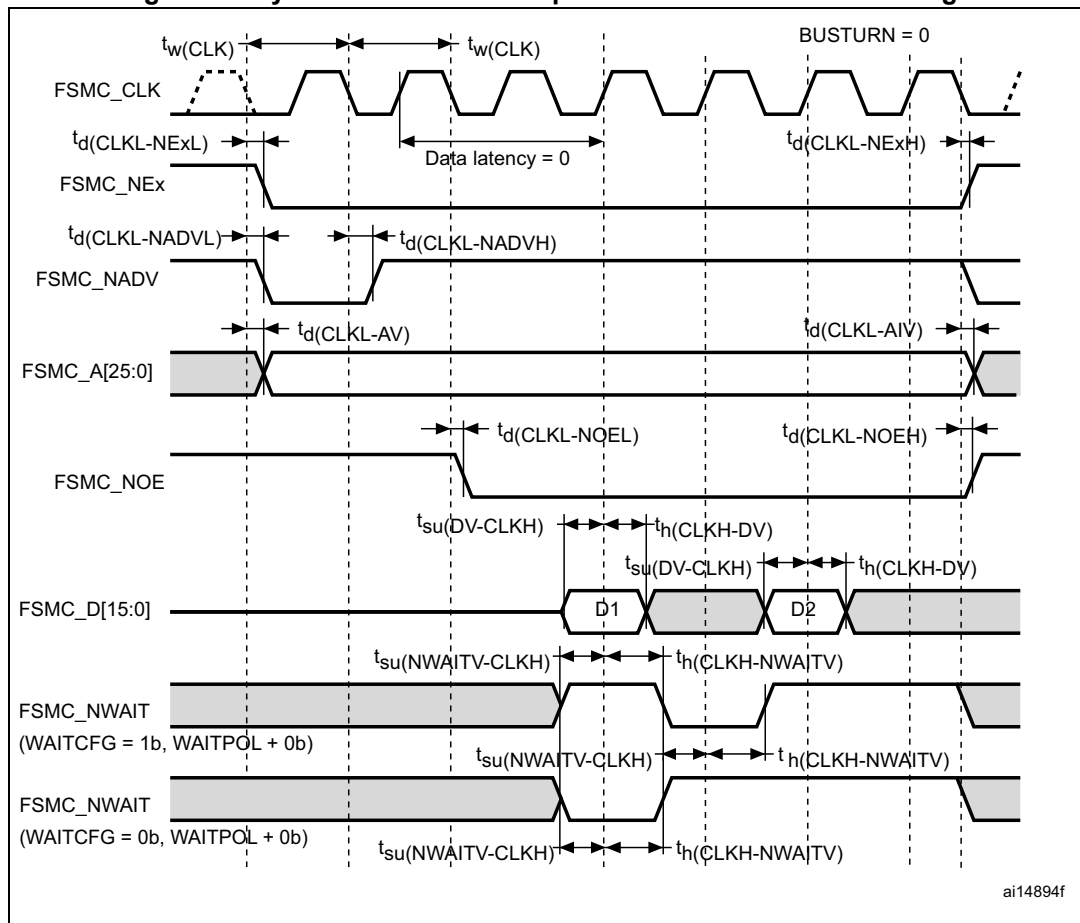 tw(CLK) tw(CLK) BUSTURN = 0
FSMC_CLK
td(CLKL-NExL) Data latency = 0 td(CLKL-NExH)
FSMC_NEx
td(CLKL-NADVL) td(CLKL-NADVH)
FSMC_NADV
td(CLKL-AV) td(CLKL-AIV)
FSMC_A[25:0]
td(CLKL-NOEL) td(CLKL-NOEH)
FSMC_NOE
tsu(DV-CLKH) th(CLKH-DV)
tsu(DV-CLKH) th(CLKH-DV)
FSMC_D[15:0] D1 D2
tsu(NWAITV-CLKH) th(CLKH-NWAITV)
FSMC_NWAIT
(WAITCFG = 1b, WAITPOL + 0b)
tsu(NWAITV-CLKH) th(CLKH-NWAITV)
FSMC_NWAIT
(WAITCFG = 0b, WAITPOL + 0b)
tsu(NWAITV-CLKH) th(CLKH-NWAITV)
ai14894f